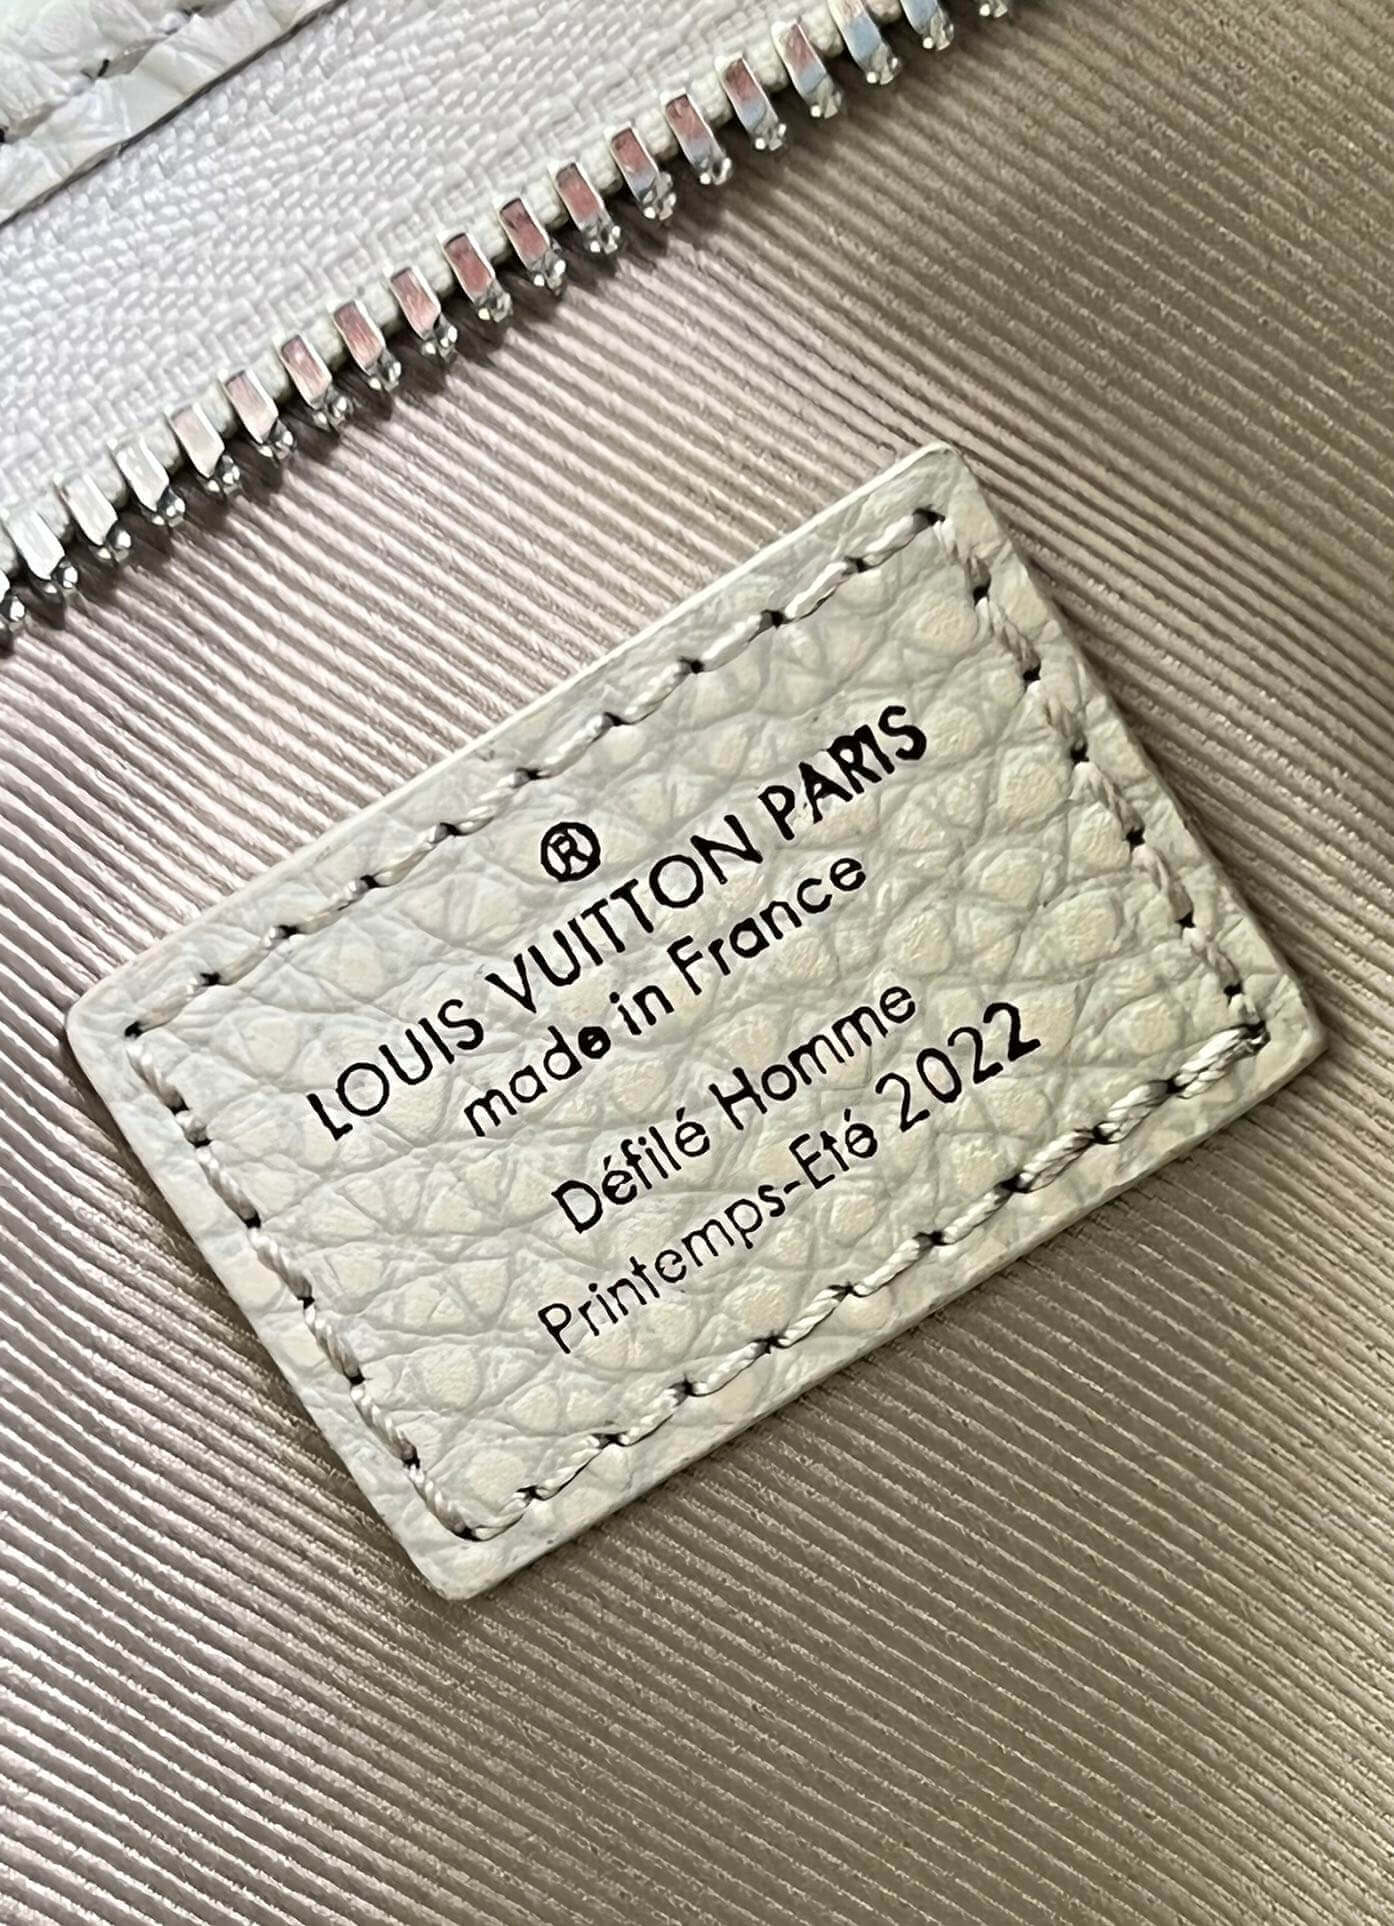 ®
LOUIS VUITTON PARIS
made in France
Défilé Homme
Printemps-Eté 2022